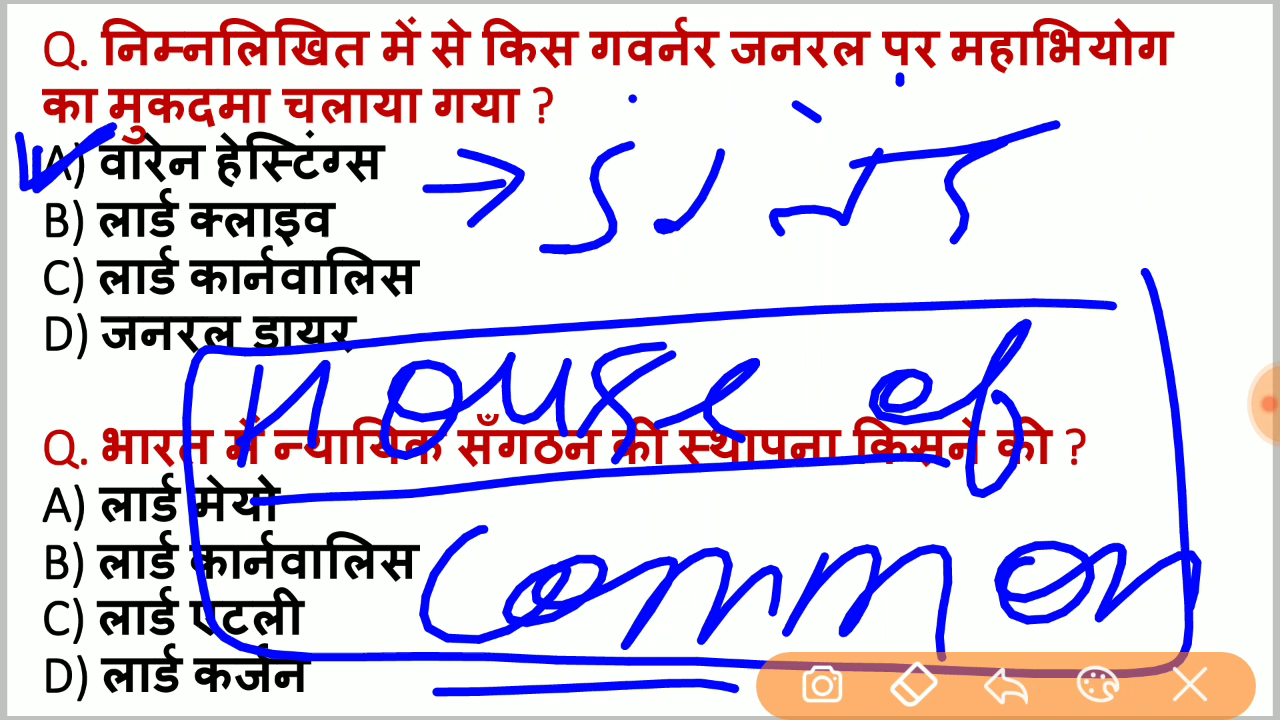 Q. निम्नलिखित में से किस गवर्नर जनरल पर महाभियोग
का मुकदमा चलाया गया ?
A) वारेन हेस्टिंग्स
B) लार्ड क्लाइव
C) लार्ड कार्नवालिस
D) जनरल डायर
House of
Common
Q. भारत में न्यायिक सँगठन की स्थापना किसने की ?
A) लार्ड मेयो
B) लार्ड कार्नवालिस
C) लार्ड एटली
D) लार्ड कर्जन